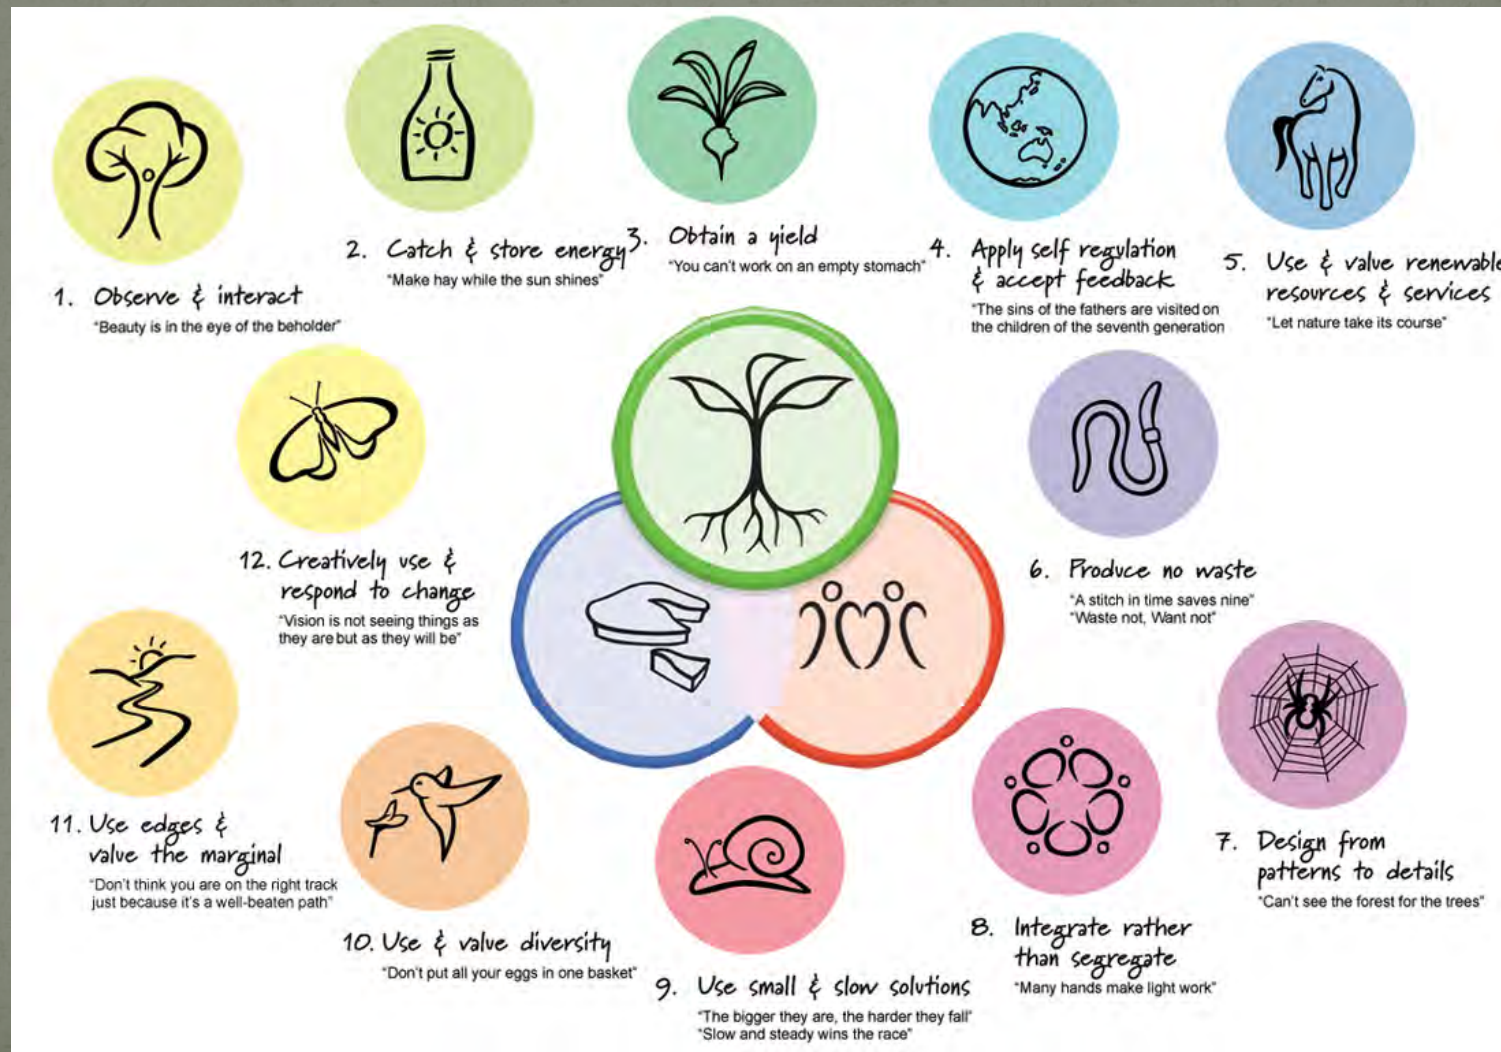 1. Observe & interact
"Beauty is in the eye of the beholder"
2. Catch & store energy
"Make hay while the sun shines"
3. Obtain a yield
"You can't work on an empty stomach"
4. Apply self regulation
& accept feedback
"The sins of the fathers are visited on
the children of the seventh generation
5. Use & value renewable
resources & services
"Let nature take its course"
6. Produce no waste
"A stitch in time saves nine"
"Waste not, Want not"
7. Design from
patterns to details
"Can't see the forest for the trees"
8. Integrate rather
than segregate
"Many hands make light work"
9. Use small & slow solutions
"The bigger they are, the harder they fall"
"Slow and steady wins the race"
10. Use & value diversity
"Don't put all your eggs in one basket"
11. Use edges &
value the marginal
"Don't think you are on the right track
just because it's a well-beaten path"
12. Creatively use &
respond to change
"Vision is not seeing things as
they are but as they will be"